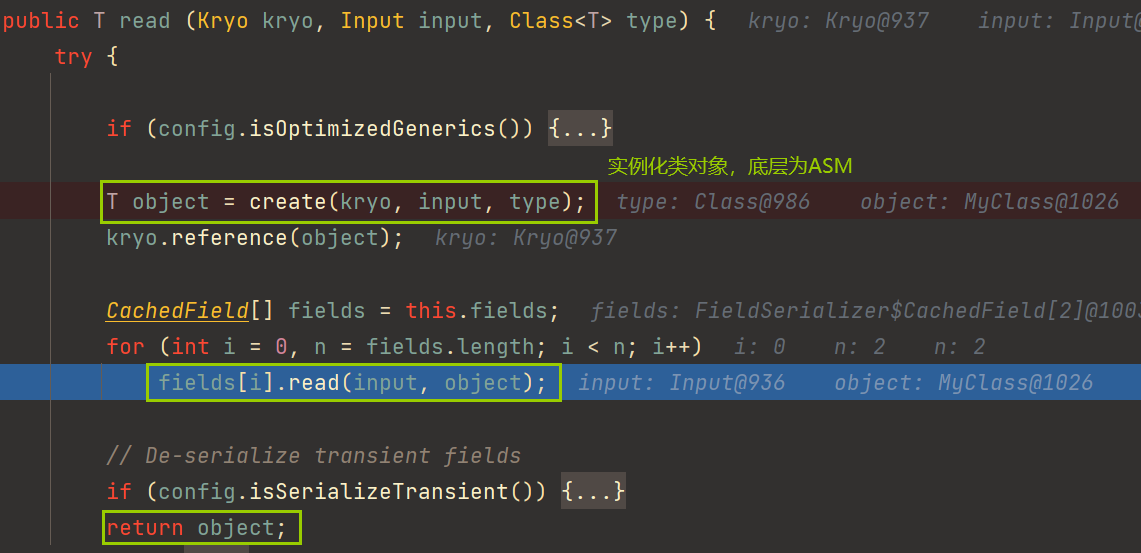 public T read (Kryo kryo, Input input, Class<T> type) { kryo: Kryo@937 input: Input@
try {
if (config.isOptimizedGenerics()) {...}
实例化类对象，底层为ASM
T object = create(kryo, input, type); type: Class@986 object: MyClass@1026
kryo.reference(object); kryo: Kryo@937
CachedField[] fields = this.fields; fields: FieldSerializer$CachedField[2]@1003
for (int i = 0, n = fields.length; i < n; i++) i: 0 n: 2 n: 2
fields[i].read(input, object); input: Input@936 object: MyClass@1026
// De-serialize transient fields
if (config.isSerializeTransient()) {...}
return object;